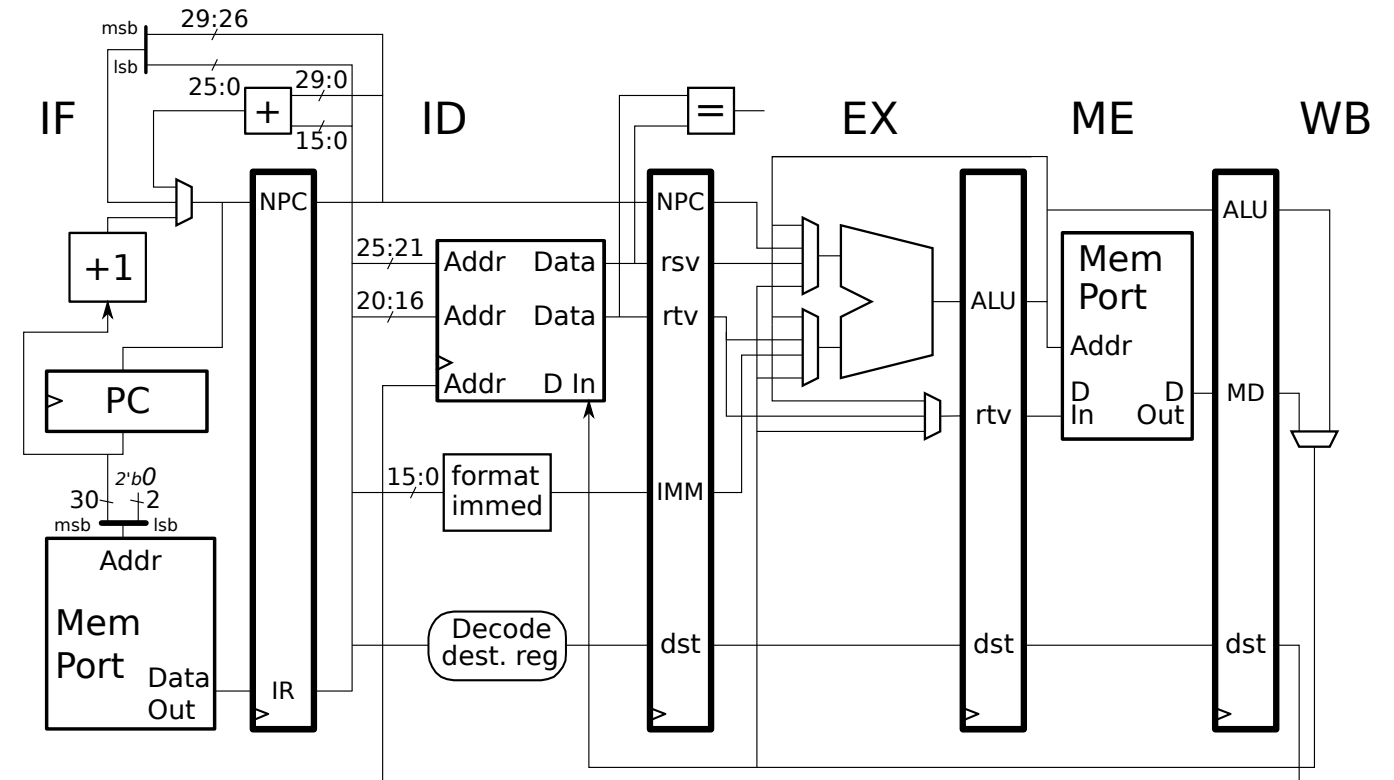 29:26
msb
lsb
25:0
29:0
+
15:0
IF
ID
=
EX
ME
WB
NPC
NPC
ALU
+1
25:21
Addr
Data
rsv
Mem
Port
20:16
Addr
Data
rtv
ALU
Addr
PC
Addr
D In
rtv
D
In
D
Out
MD
2'b0
30
2
msb
lsb
15:0
format
immed
IMM
Addr
Mem
Port
Data
Out
IR
Decode
dest. reg
dst
dst
dst